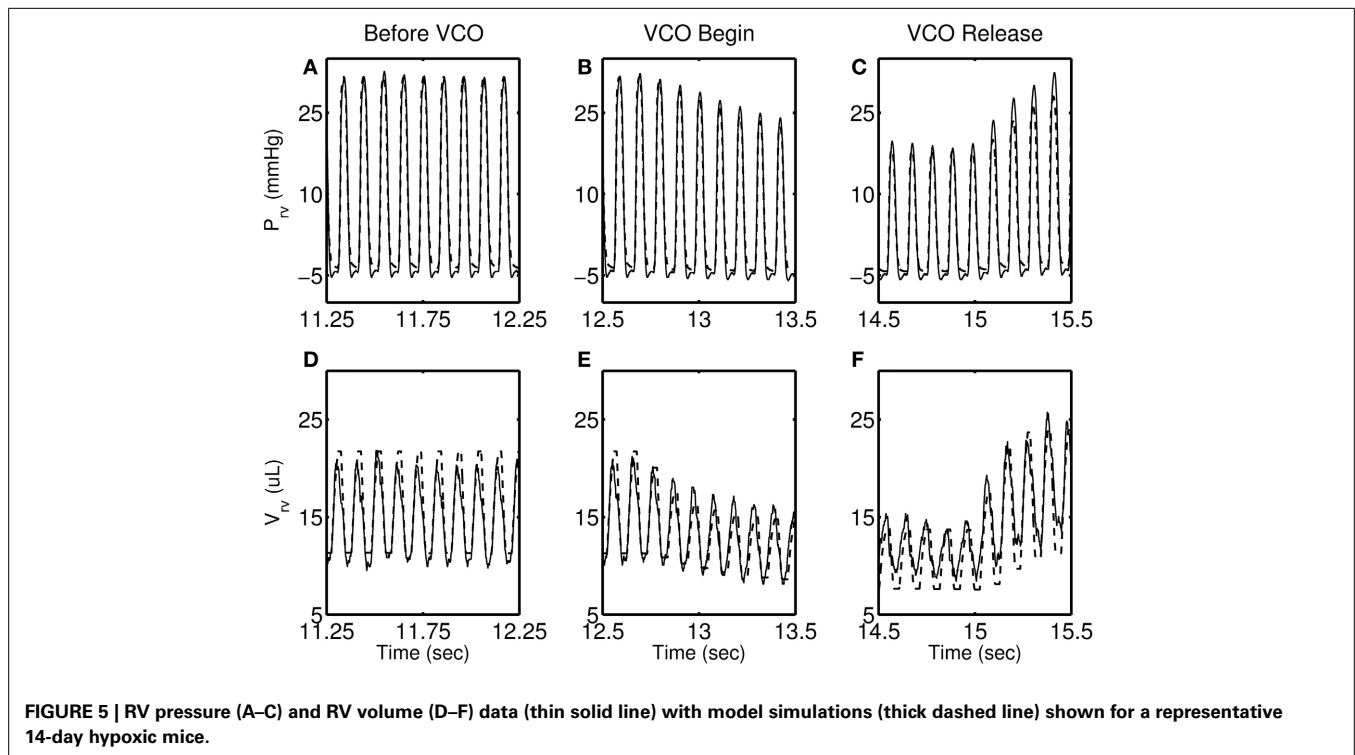 Before VCO
VCO Begin
VCO Release
A
B
C
P_rv (mmHg)
25
10
−5
11.25 11.75 12.25
25
10
−5
12.5 13 13.5
25
10
−5
14.5 15 15.5
D
E
F
V_rv (uL)
25
15
5
11.25 11.75 12.25
Time (sec)
25
15
5
12.5 13 13.5
Time (sec)
25
15
5
14.5 15 15.5
Time (sec)
FIGURE 5 | RV pressure (A–C) and RV volume (D–F) data (thin solid line) with model simulations (thick dashed line) shown for a representative
14-day hypoxic mice.